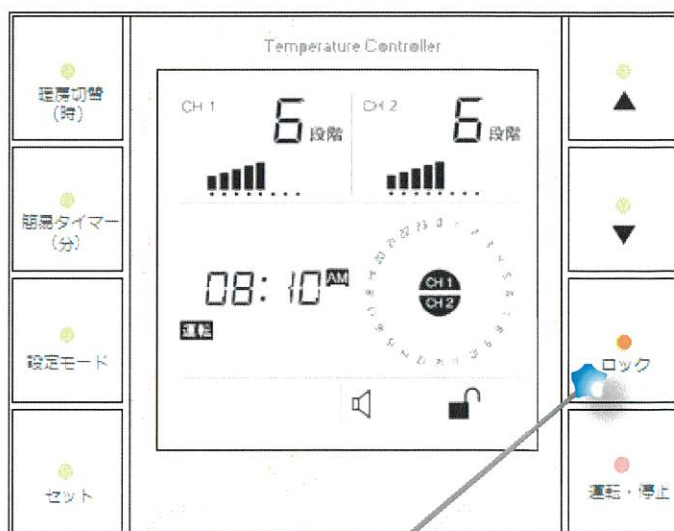 Temperature Controller
暖房切替
(時)
簡易タイマー
(分)
設定モード
セット
CH 1
6 段階
CH 2
6 段階
08:10 AM
運転
CH 1
CH 2
▲
▼
ロック
運転・停止